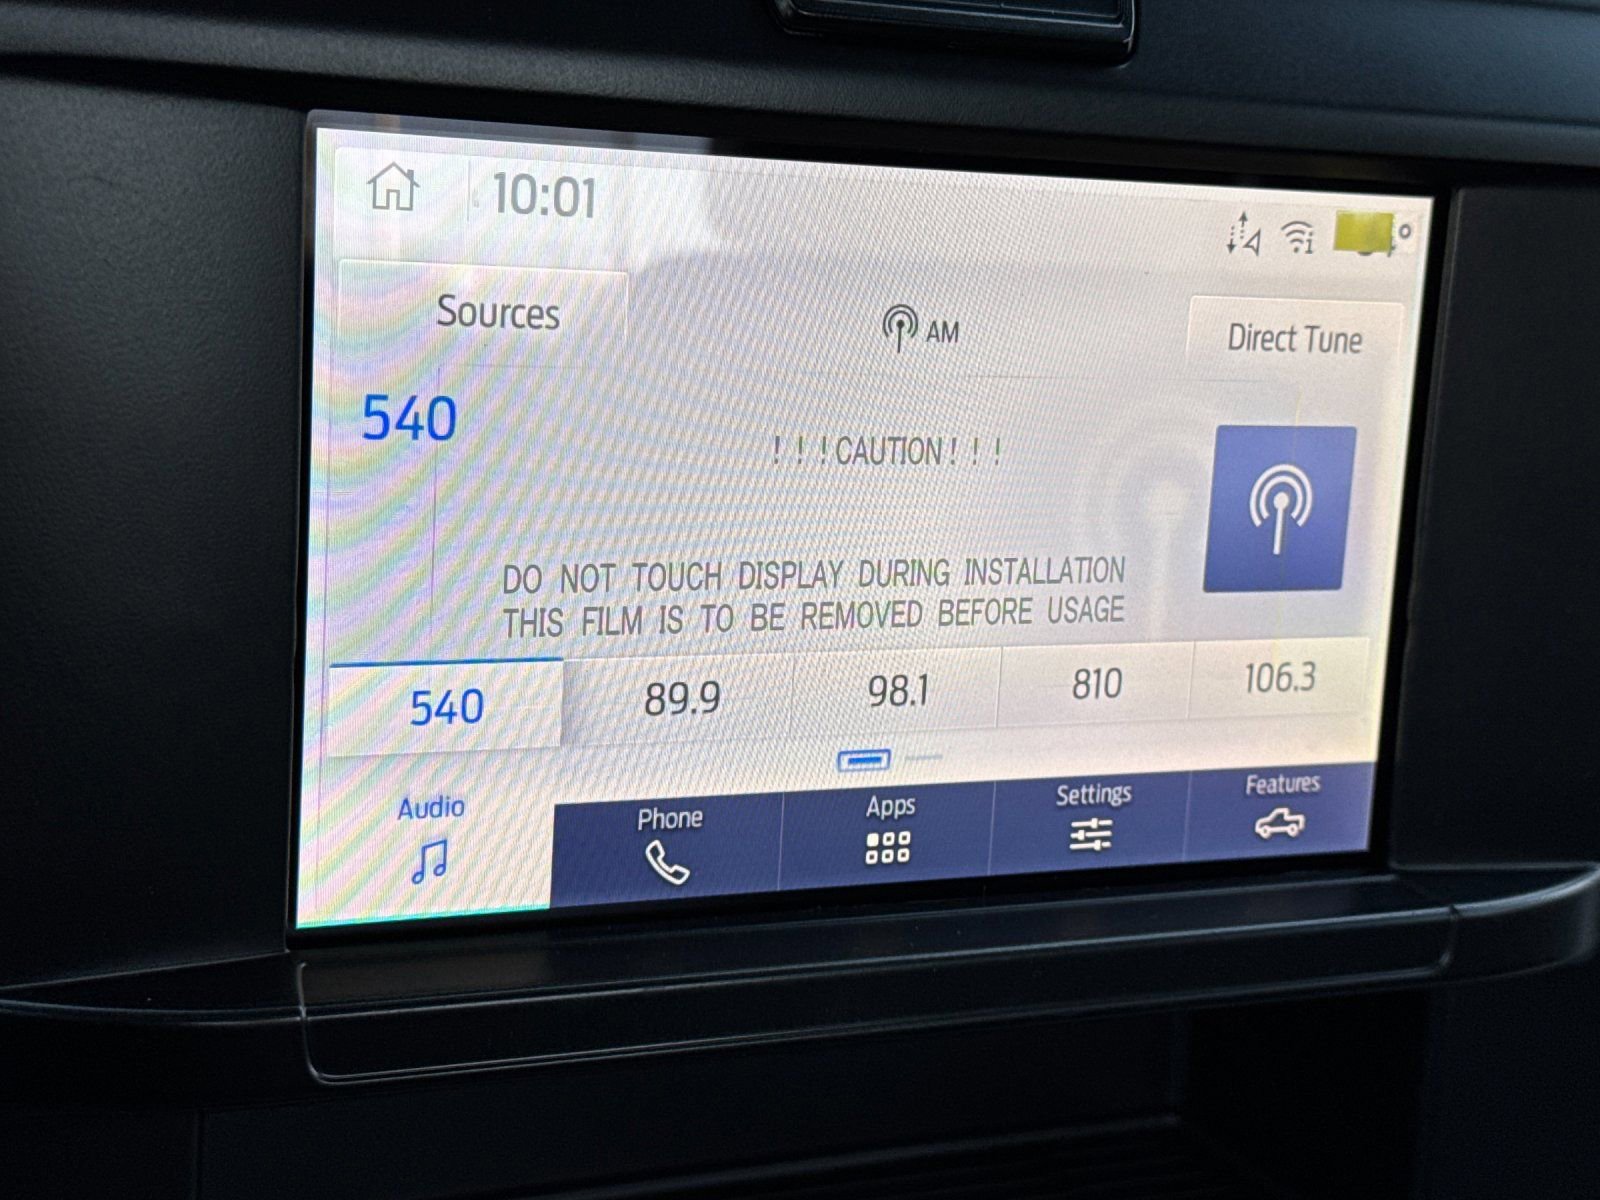 10:01
Sources
AM
Direct Tune
540
! ! ! CAUTION ! ! !
DO NOT TOUCH DISPLAY DURING INSTALLATION
THIS FILM IS TO BE REMOVED BEFORE USAGE
540 89.9 98.1 810 106.3
Audio Phone Apps Settings Features